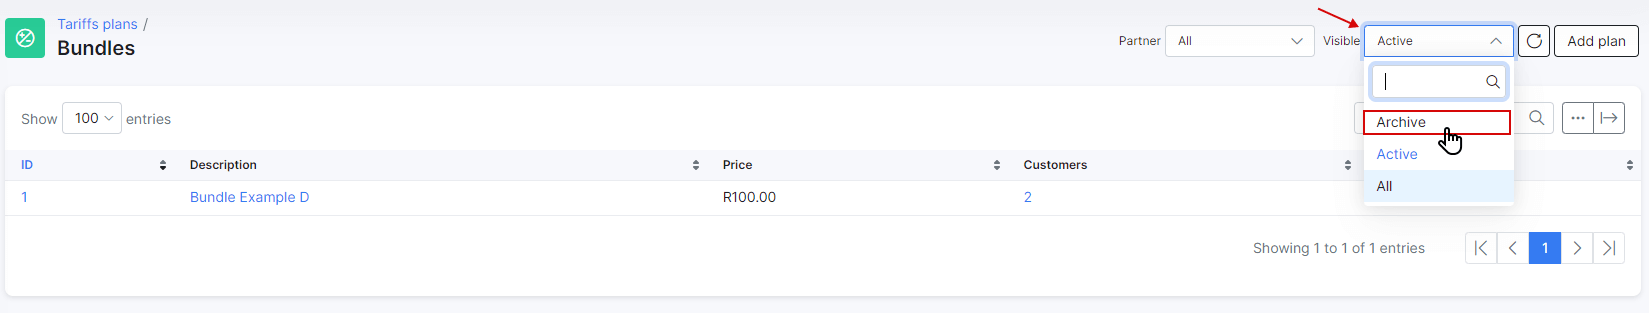 Tariffs plans /
Bundles
Partner All Visible Active Add plan
Show 100 entries
Archive
Active
All
ID Description Price Customers
1 Bundle Example D R100.00 2
Showing 1 to 1 of 1 entries 1